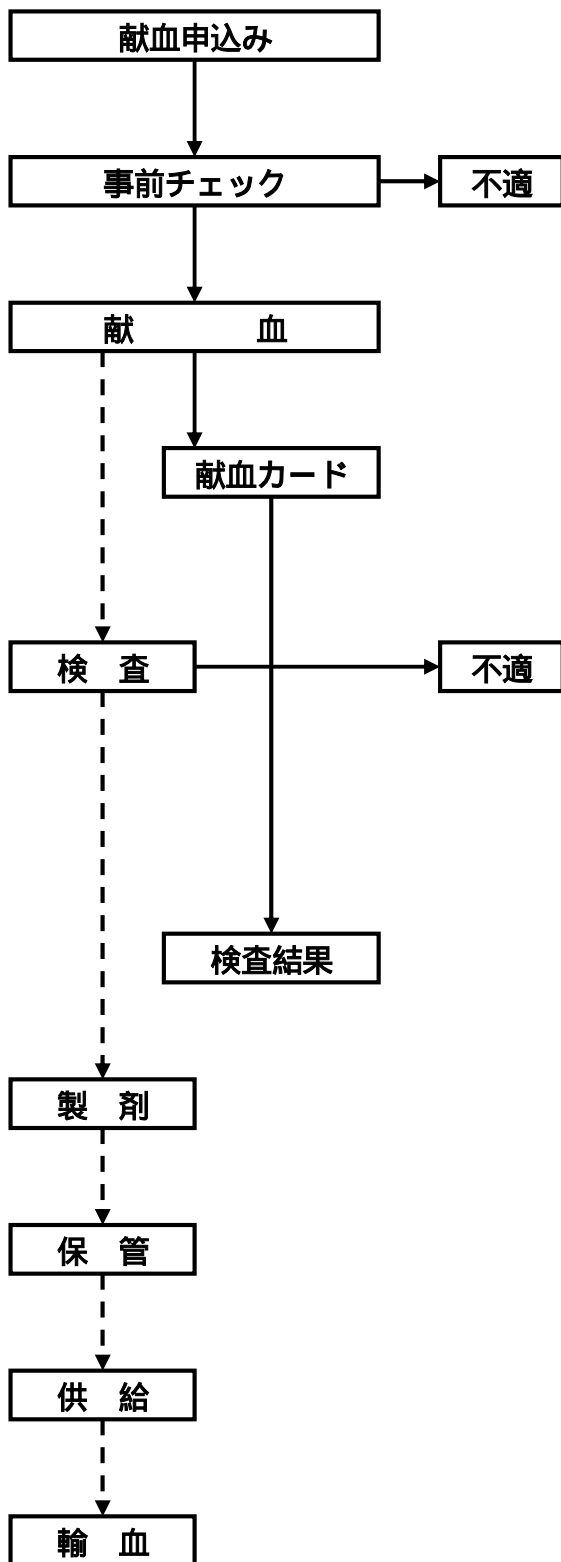 献血申込み
事前チェック
不適
献　　　　血
献血カード
検　査
不適
検査結果
製　剤
保　管
供　給
輸　血